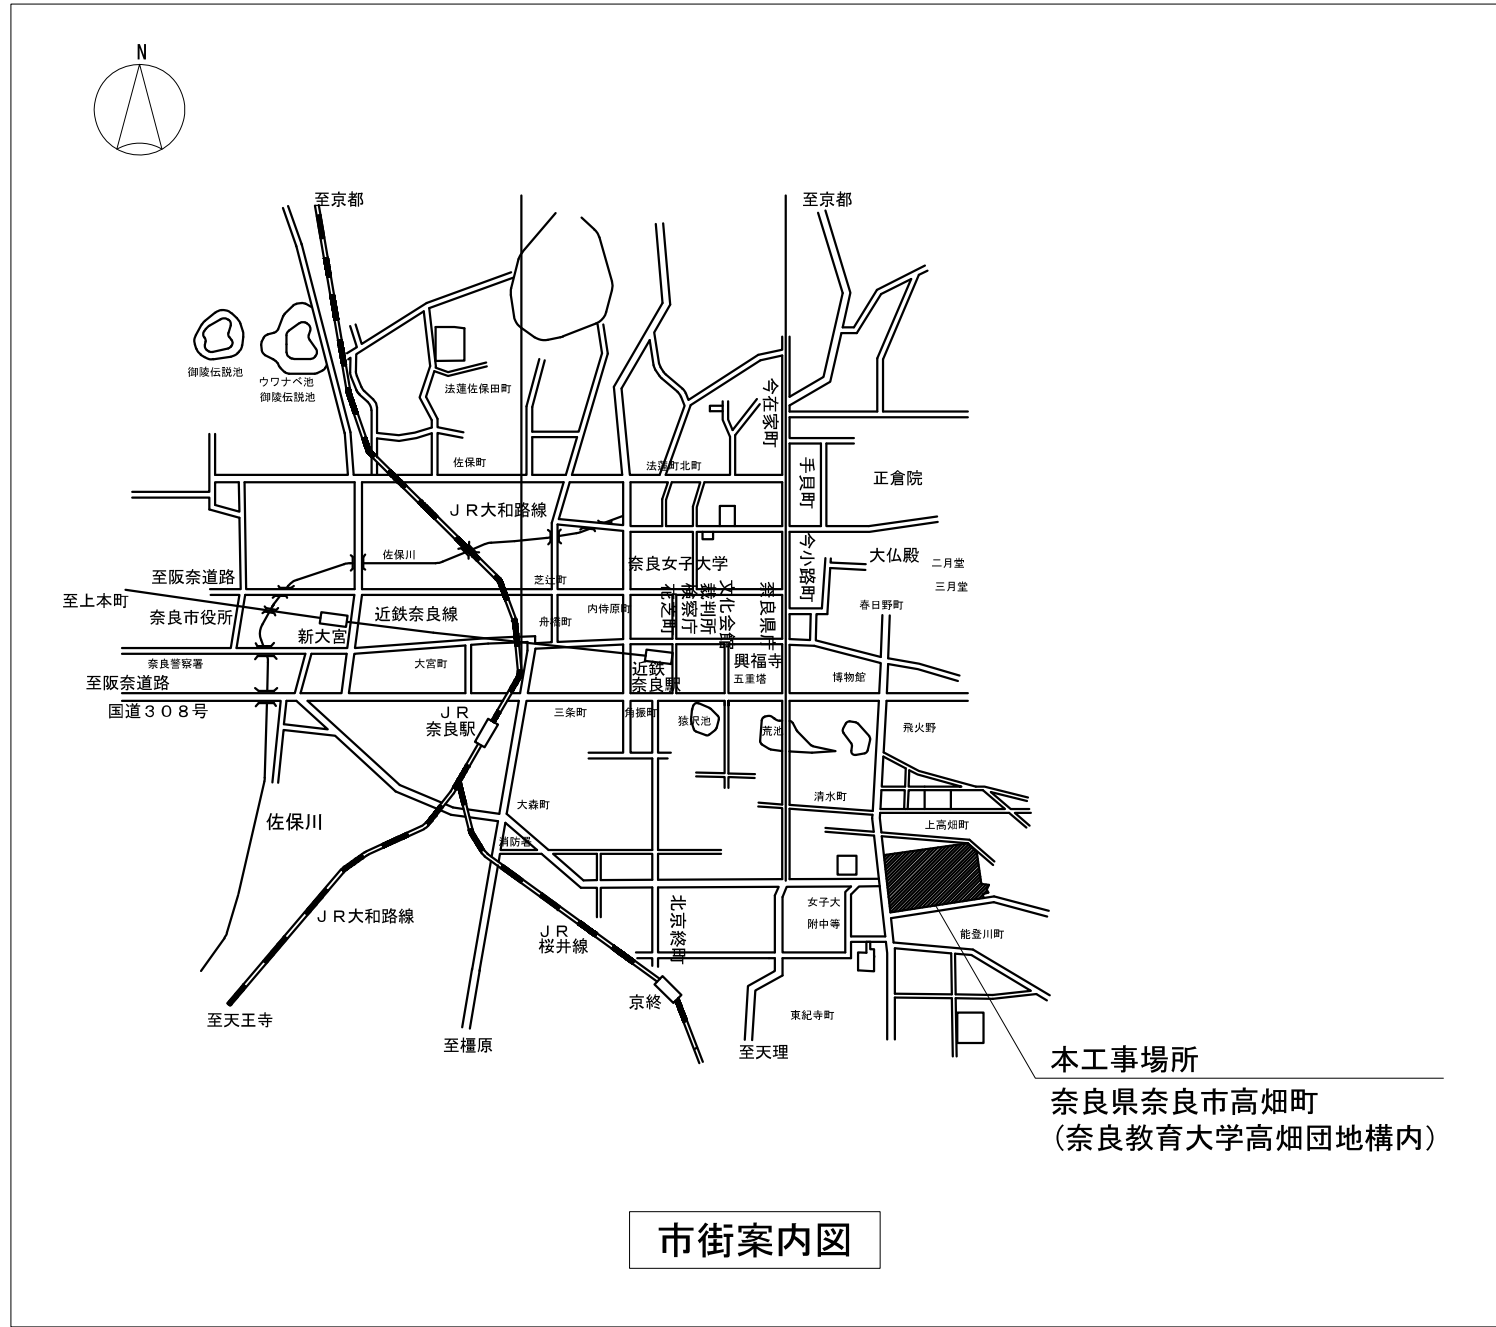 N
至京都
至京都
御陵伝説池
ウワナベ池
御陵伝説池
法蓮佐保田町
今在家町
佐保町
法蓮町北町
手貝町
正倉院
ＪＲ大和路線
佐保川
奈良女子大学
今小路町
大仏殿
二月堂
三月堂
至阪奈道路
芝辻町
至上本町
奈良市役所
近鉄奈良線
新大宮
舟橋町
内侍原町
花芝町
検察庁
裁判所
文化会館
奈良県庁
春日野町
奈良警察署
大宮町
近鉄
奈良駅
興福寺
五重塔
博物館
至阪奈道路
国道３０８号
ＪＲ
奈良駅
三条町
角振町
猿沢池
荒池
飛火野
佐保川
大森町
清水町
上高畑町
消防署
ＪＲ大和路線
ＪＲ
桜井線
北京終町
女子大
附中等
能登川町
至天王寺
至橿原
京終
至天理
東紀寺町
本工事場所
奈良県奈良市高畑町
（奈良教育大学高畑団地構内）
市街案内図